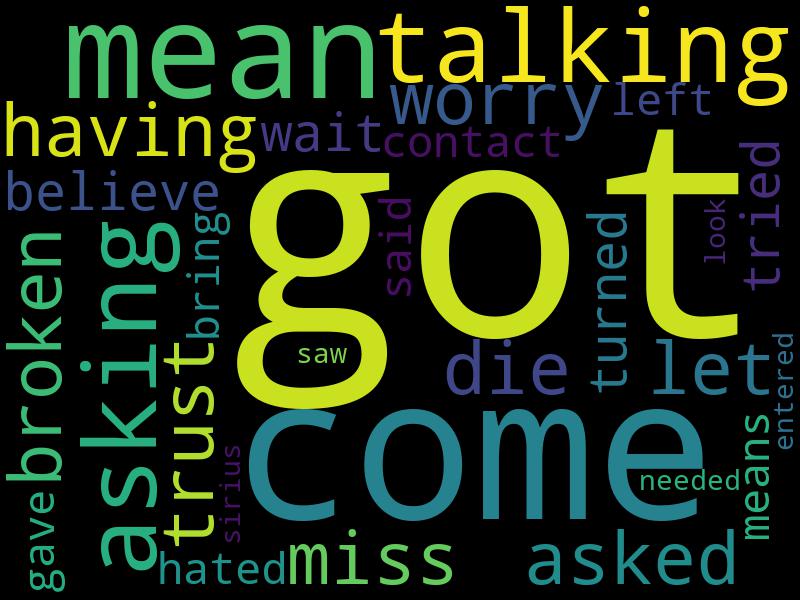 mean
talking
having
worry
left
wait
contact
believe
got
tried
look
said
bring
turned
asking
broken
saw
die
let
entered
trust
come
means
sirius
needed
gave
hated
miss
asked